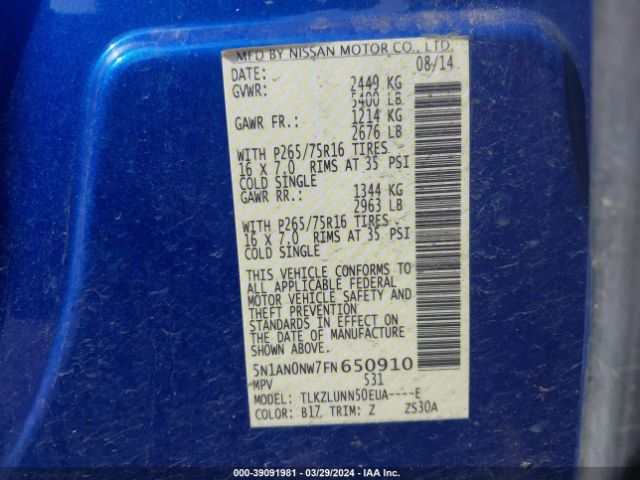 MFD BY NISSAN MOTOR CO., LTD.
DATE: 08/14
GVWR: 2449 KG
5400 LB
GAWR FR.: 1214 KG
2676 LB
WITH P265/75R16 TIRES
16 X 7.0 RIMS AT 35 PSI
COLD SINGLE
GAWR RR.: 1344 KG
2963 LB
WITH P265/75R16 TIRES
16 X 7.0 RIMS AT 35 PSI
COLD SINGLE
THIS VEHICLE CONFORMS TO
ALL APPLICABLE FEDERAL
MOTOR VEHICLE SAFETY AND
THEFT PREVENTION
STANDARDS IN EFFECT ON
THE DATE OF MANUFACTURE
SHOWN ABOVE.
5N1AN0NW7FN650910
MPV 531
MODEL: TLKZLUNN50EUA----E
COLOR: B17 TRIM: Z ZS30A
000-39091981 — 03/29/2024 — IAA Inc.